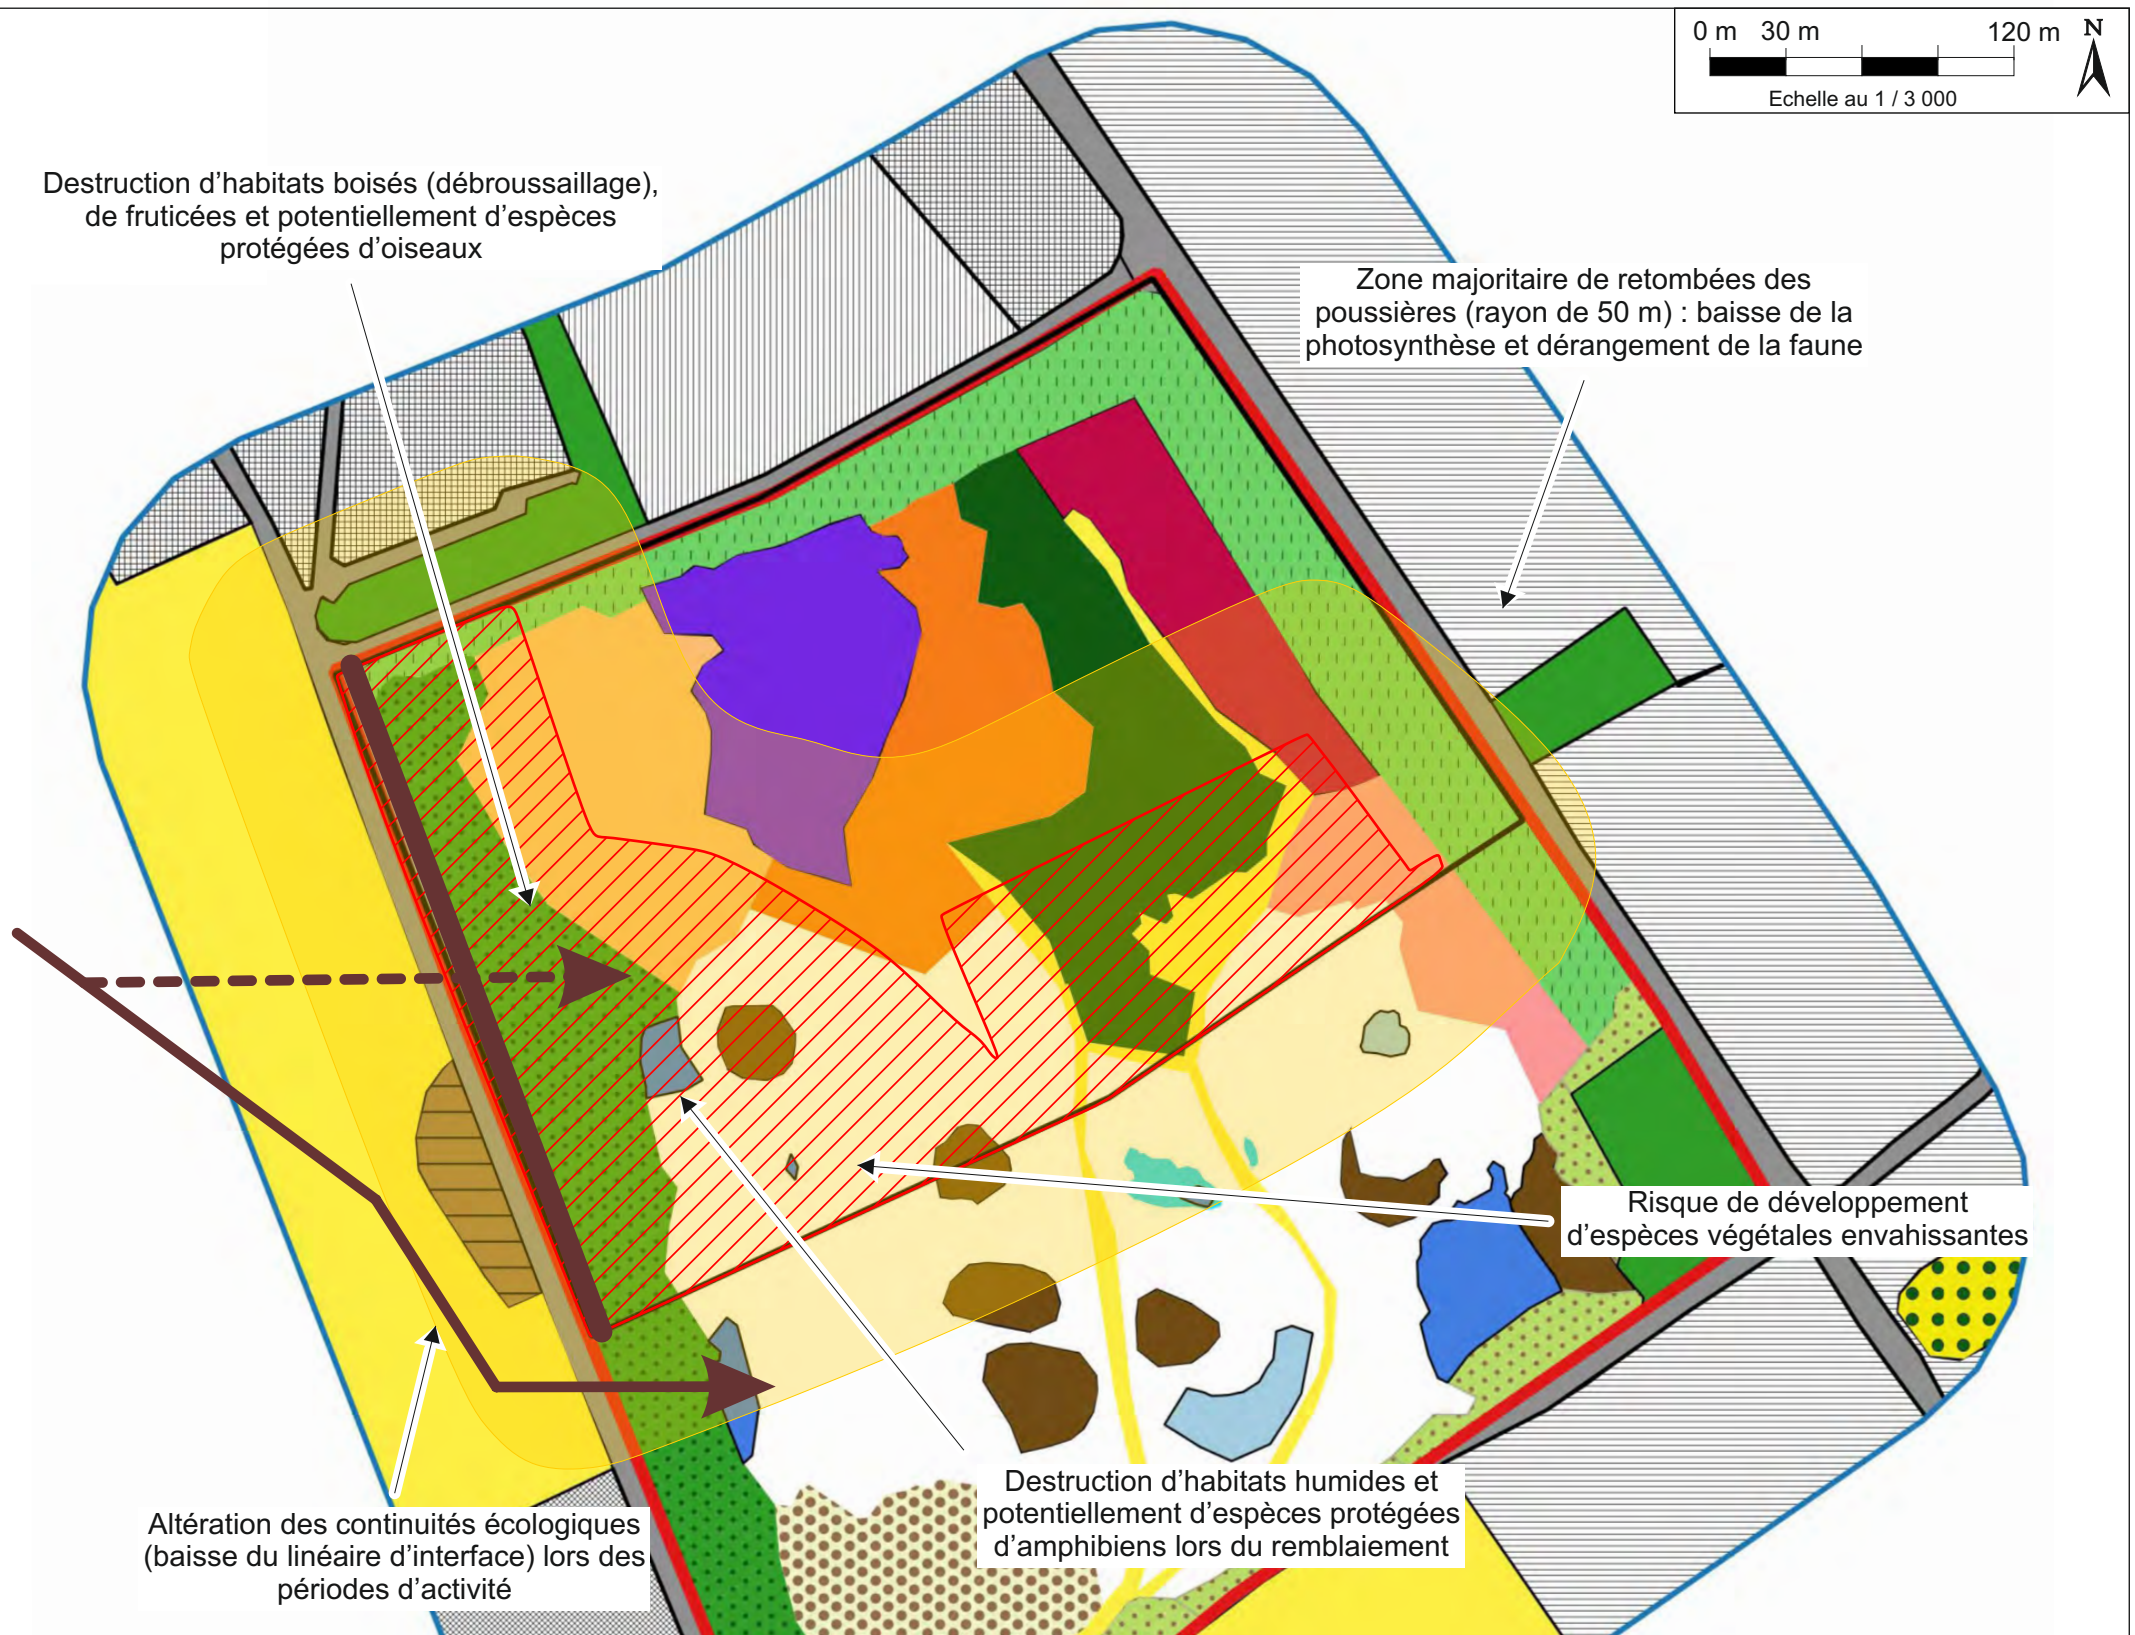 0 m 30 m 120 m N
Echelle au 1 / 3 000
Destruction d’habitats boisés (débroussaillage),
de fruticées et potentiellement d’espèces
protégées d’oiseaux
Zone majoritaire de retombées des
poussières (rayon de 50 m) : baisse de la
photosynthèse et dérangement de la faune
Risque de développement
d’espèces végétales envahissantes
Destruction d’habitats humides et
potentiellement d’espèces protégées
d’amphibiens lors du remblaiement
Altération des continuités écologiques
(baisse du linéaire d’interface) lors des
périodes d’activité